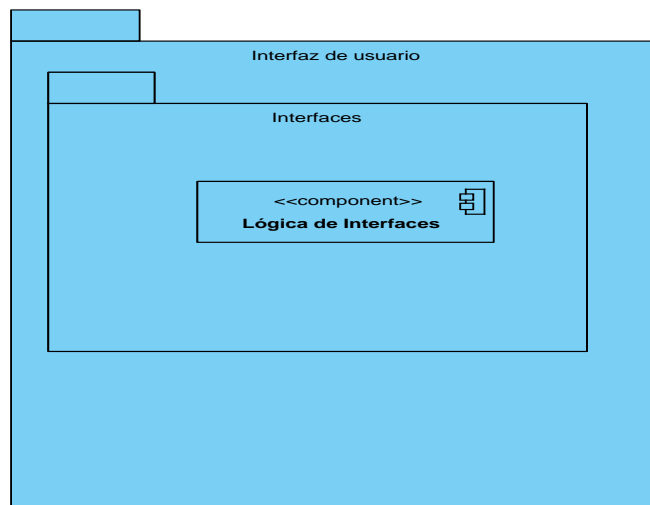 Interfaz de usuario
Interfaces
<<component>>
Lógica de Interfaces